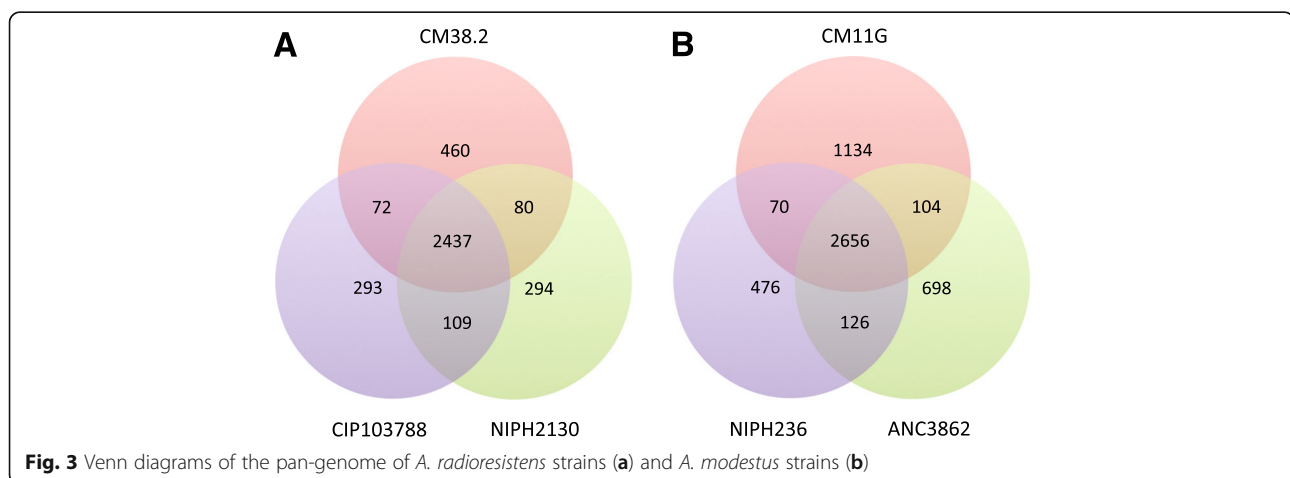 A
CM38.2
460
72
80
2437
293
294
109
CIP103788
NIPH2130
B
CM11G
1134
70
104
2656
476
698
126
NIPH236
ANC3862
Fig. 3 Venn diagrams of the pan-genome of A. radioresistens strains (a) and A. modestus strains (b)